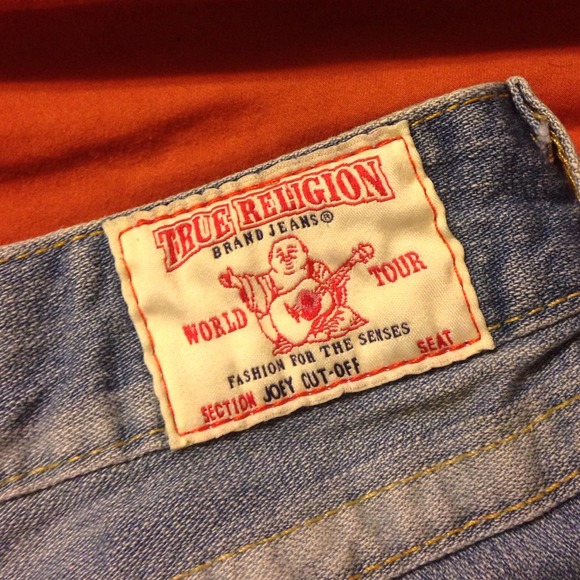 TRUE RELIGION
BRAND JEANS®
WORLD TOUR
FASHION FOR THE SENSES
SECTION JOEY CUT-OFF SEAT